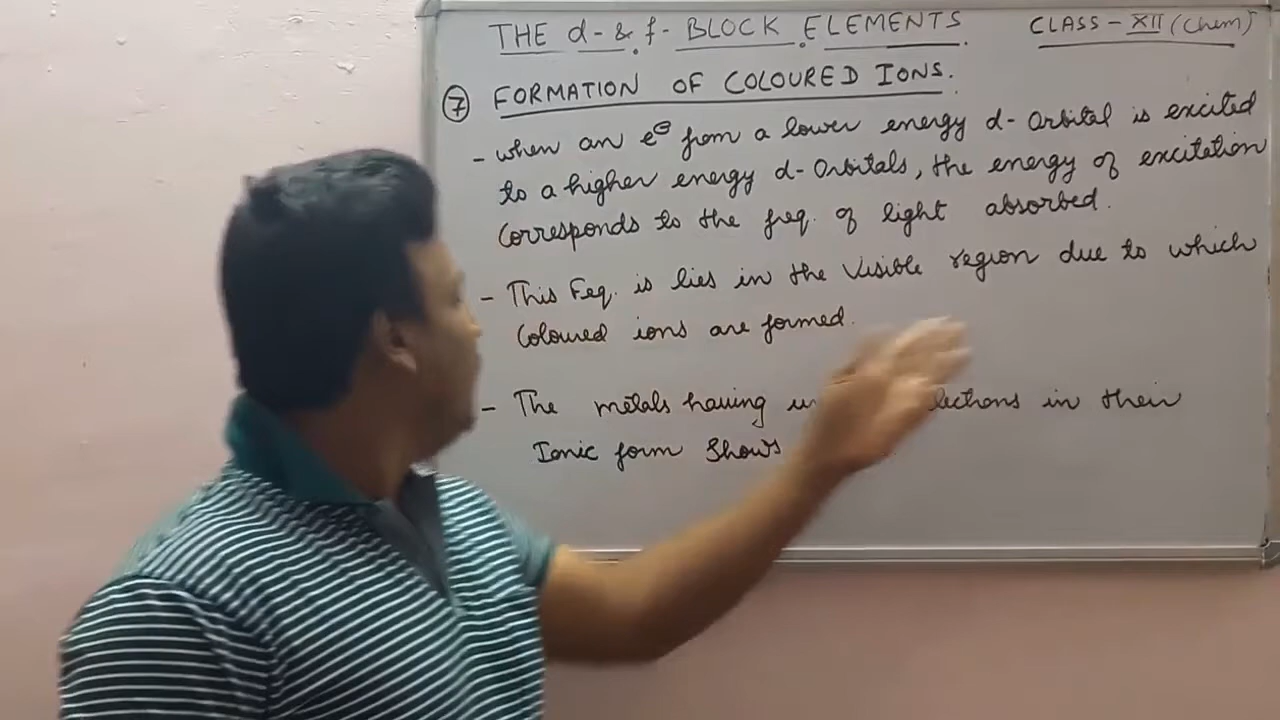 THE d- & f- BLOCK ELEMENTS. CLASS - XII (Chem)
⑦ FORMATION OF COLOURED IONS.
- when an e⊖ from a lower energy d-orbital is excited
to a higher energy d-Orbitals, the energy of excitation
Corresponds to the freq. of light absorbed.
- This Feq. is lies in the Visible region due to which
Coloured ions are formed.
- The metals having in their
Ionic form Shows